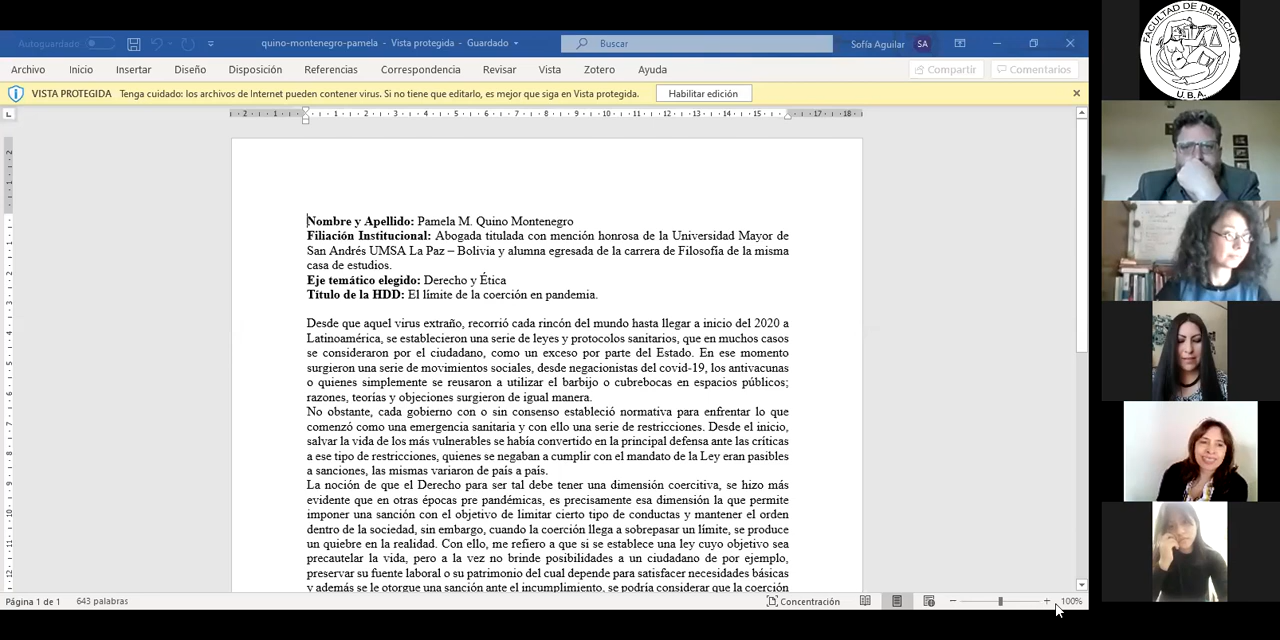 Autoguardado
quino-montenegro-pamela - Vista protegida - Guardado
Buscar
Sofía Aguilar
SA
Archivo Inicio Insertar Diseño Disposición Referencias Correspondencia Revisar Vista Zotero Ayuda
Compartir
Comentarios
VISTA PROTEGIDA Tenga cuidado: los archivos de Internet pueden contener virus. Si no tiene que editarlo, es mejor que siga en Vista protegida.
Habilitar edición
Nombre y Apellido: Pamela M. Quino Montenegro
Filiación Institucional: Abogada titulada con mención honrosa de la Universidad Mayor de
San Andrés UMSA La Paz – Bolivia y alumna egresada de la carrera de Filosofía de la misma
casa de estudios.
Eje temático elegido: Derecho y Ética
Título de la HDD: El límite de la coerción en pandemia.
Desde que aquel virus extraño, recorrió cada rincón del mundo hasta llegar a inicio del 2020 a
Latinoamérica, se establecieron una serie de leyes y protocolos sanitarios, que en muchos casos
se consideraron por el ciudadano, como un exceso por parte del Estado. En ese momento
surgieron una serie de movimientos sociales, desde negacionistas del covid-19, los antivacunas
o quienes simplemente se reusaron a utilizar el barbijo o cubrebocas en espacios públicos;
razones, teorías y objeciones surgieron de igual manera.
No obstante, cada gobierno con o sin consenso estableció normativa para enfrentar lo que
comenzó como una emergencia sanitaria y con ello una serie de restricciones. Desde el inicio,
salvar la vida de los más vulnerables se había convertido en la principal defensa ante las críticas
a ese tipo de restricciones, quienes se negaban a cumplir con el mandato de la Ley eran pasibles
a sanciones, las mismas variaron de país a país.
La noción de que el Derecho para ser tal debe tener una dimensión coercitiva, se hizo más
evidente que en otras épocas pre pandémicas, es precisamente esa dimensión la que permite
imponer una sanción con el objetivo de limitar cierto tipo de conductas y mantener el orden
dentro de la sociedad, sin embargo, cuando la coerción llega a sobrepasar un límite, se produce
un quiebre en la realidad. Con ello, me refiero a que si se establece una ley cuyo objetivo sea
precautelar la vida, pero a la vez no brinde posibilidades a un ciudadano de por ejemplo,
preservar su fuente laboral o su patrimonio del cual depende para satisfacer necesidades básicas
y además se le otorgue una sanción ante el incumplimiento, se podría considerar que la coerción
Página 1 de 1 643 palabras
Concentración
100%
FACULTAD DE DERECHO
U.B.A.